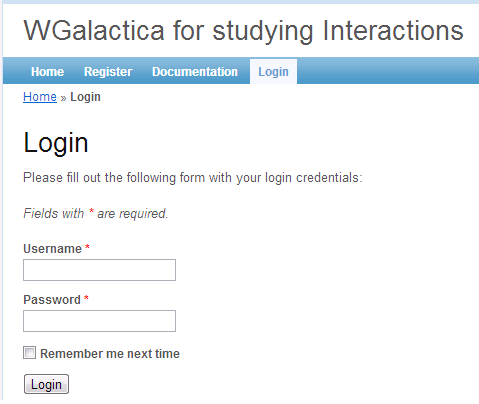 WGalactica for studying Interactions
Home Register Documentation Login
Home » Login
Login
Please fill out the following form with your login credentials:
Fields with * are required.
Username *
Password *
Remember me next time
Login